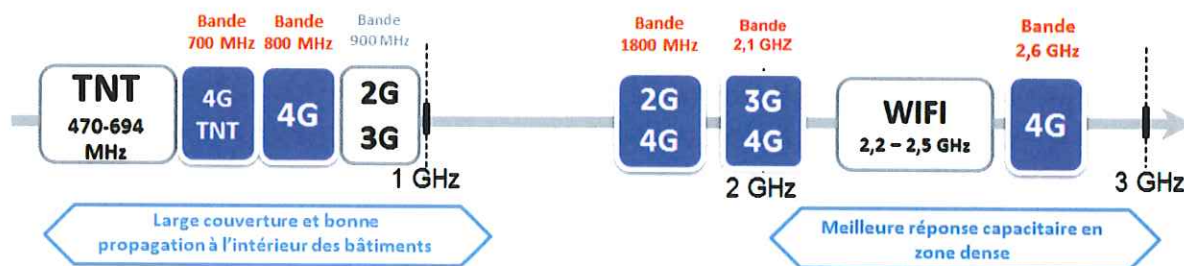 Bande
700 MHz
Bande
800 MHz
Bande
900 MHz
Bande
1800 MHz
Bande
2,1 GHZ
Bande
2,6 GHz
TNT
470-694
MHz
4G
TNT
4G
2G
3G
2G
4G
3G
4G
WIFI
2,2 – 2,5 GHz
4G
1 GHz
2 GHz
3 GHz
Large couverture et bonne
propagation à l'intérieur des bâtiments
Meilleure réponse capacitaire en
zone dense